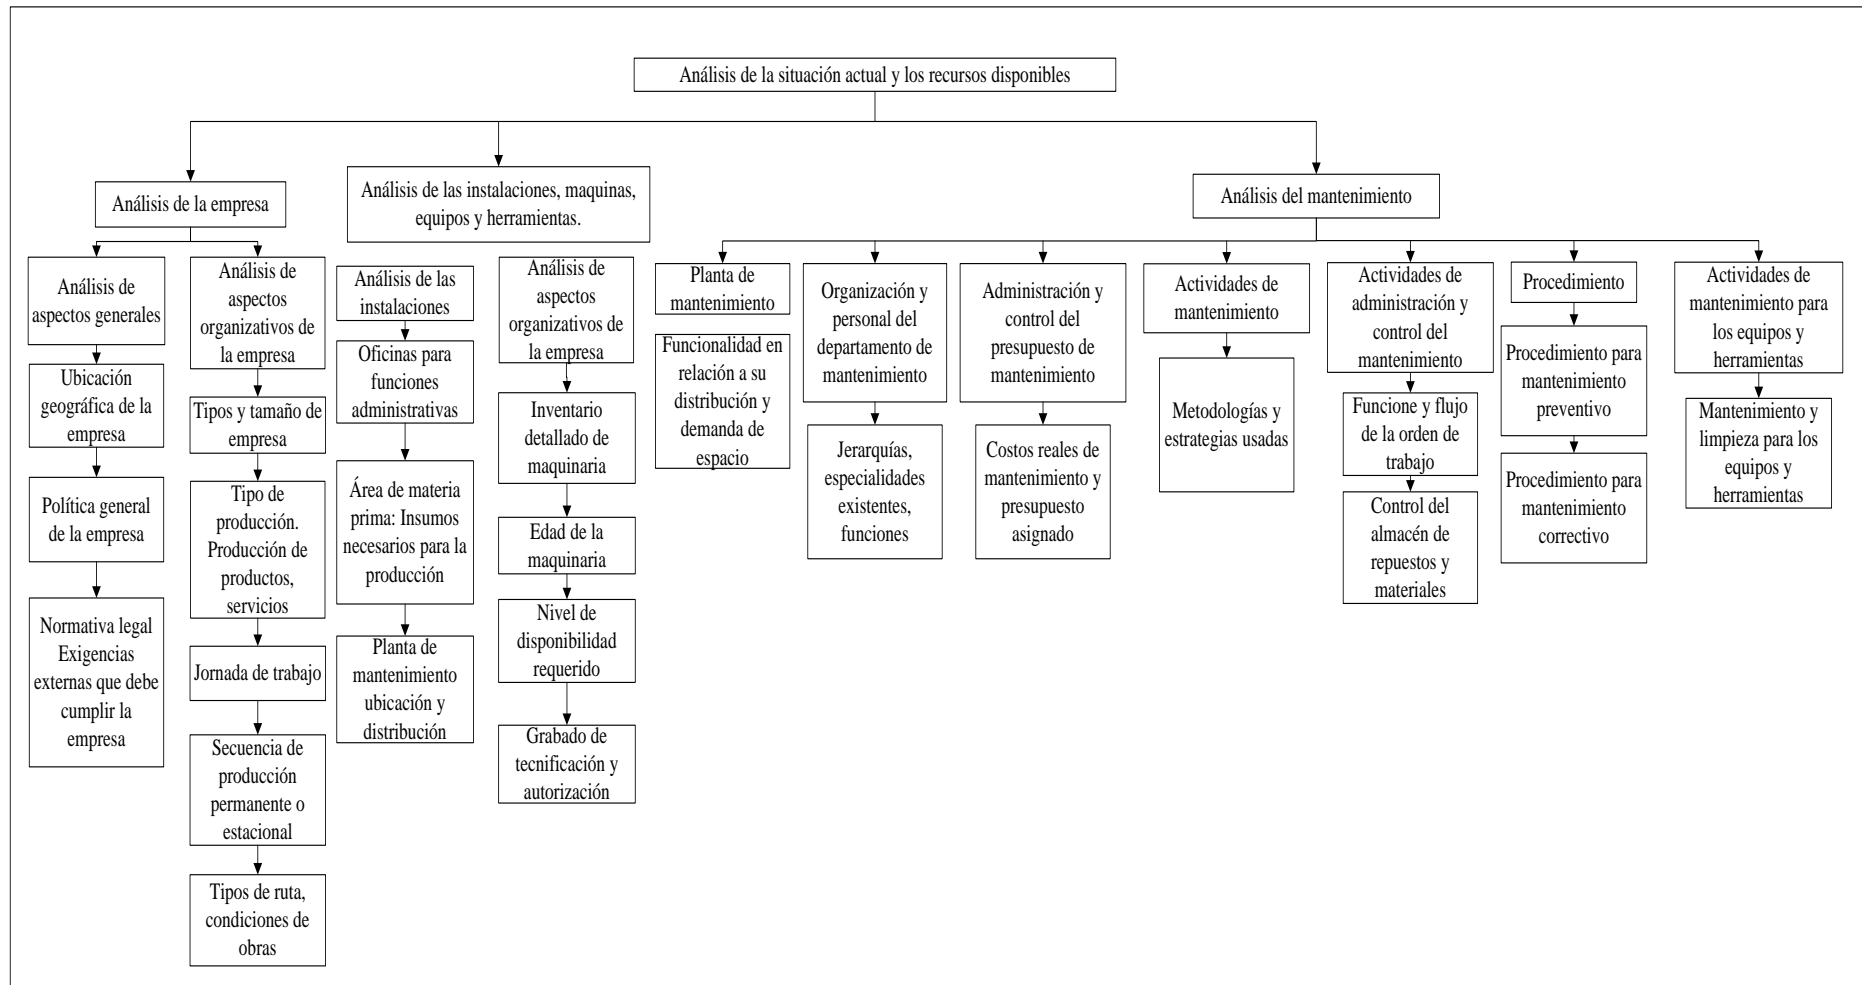 Análisis de la situación actual y los recursos disponibles
Análisis de la empresa
Análisis de las instalaciones, maquinas,
equipos y herramientas.
Análisis del mantenimiento
Análisis de
aspectos generales
Ubicación
geográfica de la
empresa
Política general
de la empresa
Normativa legal
Exigencias
externas que debe
cumplir la
empresa
Análisis de
aspectos
organizativos de
la empresa
Tipos y tamaño de
empresa
Tipo de
producción.
Producción de
productos,
servicios
Jornada de trabajo
Secuencia de
producción
permanente o
estacional
Tipos de ruta,
condiciones de
obras
Análisis de las
instalaciones
Oficinas para
funciones
administrativas
Área de materia
prima: Insumos
necesarios para la
producción
Planta de
mantenimiento
ubicación y
distribución
Análisis de
aspectos
organizativos de
la empresa
Inventario
detallado de
maquinaria
Edad de la
maquinaria
Nivel de
disponibilidad
requerido
Grabado de
tecnificación y
autorización
Planta de
mantenimiento
Funcionalidad en
relación a su
distribución y
demanda de
espacio
Organización y
personal del
departamento de
mantenimiento
Jerarquías,
especialidades
existentes,
funciones
Administración y
control del
presupuesto de
mantenimiento
Costos reales de
mantenimiento y
presupuesto
asignado
Actividades de
mantenimiento
Metodologías y
estrategias usadas
Actividades de
administración y
control del
mantenimiento
Funcione y flujo
de la orden de
trabajo
Control del
almacén de
repuestos y
materiales
Procedimiento
Procedimiento para
mantenimiento
preventivo
Procedimiento para
mantenimiento
correctivo
Actividades de
mantenimiento para
los equipos y
herramientas
Mantenimiento y
limpieza para los
equipos y
herramientas